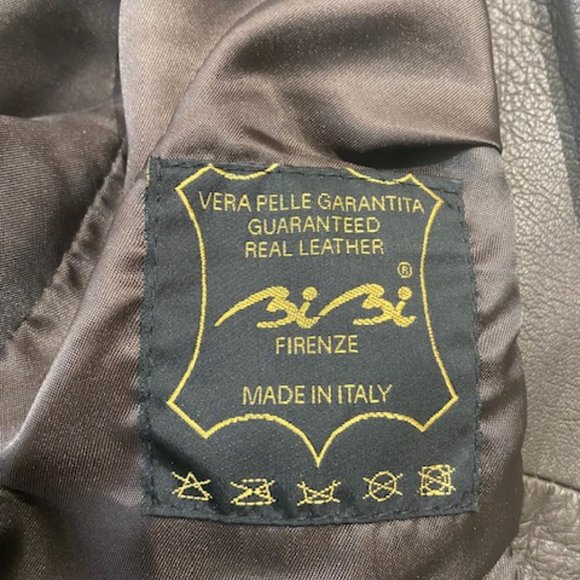 VERA PELLE GARANTITA
GUARANTEED
REAL LEATHER
BiBi®
FIRENZE
MADE IN ITALY